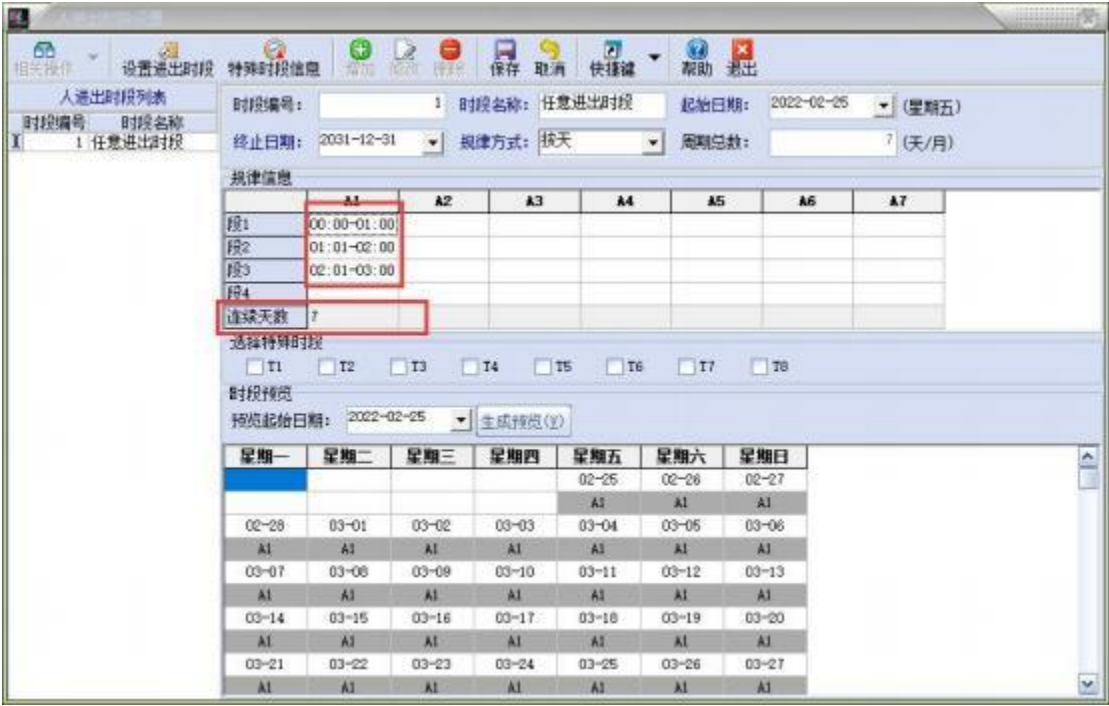 相关操作 设置进出时段 特殊时段信息 增加 修改 删除 保存 取消 快捷键 帮助 退出
人进出时段列表
时段编号 时段名称
1 任意进出时段
时段编号: 1 时段名称: 任意进出时段 起始日期: 2022-02-25 (星期五)
终止日期: 2031-12-31 规律方式: 按天 周期总数: 7 (天/月)
规律信息
A1 A2 A3 A4 A5 A6 A7
段1 00:00-01:00
段2 01:01-02:00
段3 02:01-03:00
段4
连续天数 7
选择特殊时段
T1 T2 T3 T4 T5 T6 T7 T8
时段预览
预览起始日期: 2022-02-25 生成预览(Y)
星期一 星期二 星期三 星期四 星期五 星期六 星期日
02-25 02-26 02-27
A1 A1 A1
02-28 03-01 03-02 03-03 03-04 03-05 03-06
A1 A1 A1 A1 A1 A1 A1
03-07 03-08 03-09 03-10 03-11 03-12 03-13
A1 A1 A1 A1 A1 A1 A1
03-14 03-15 03-16 03-17 03-18 03-19 03-20
A1 A1 A1 A1 A1 A1 A1
03-21 03-22 03-23 03-24 03-25 03-26 03-27
A1 A1 A1 A1 A1 A1 A1